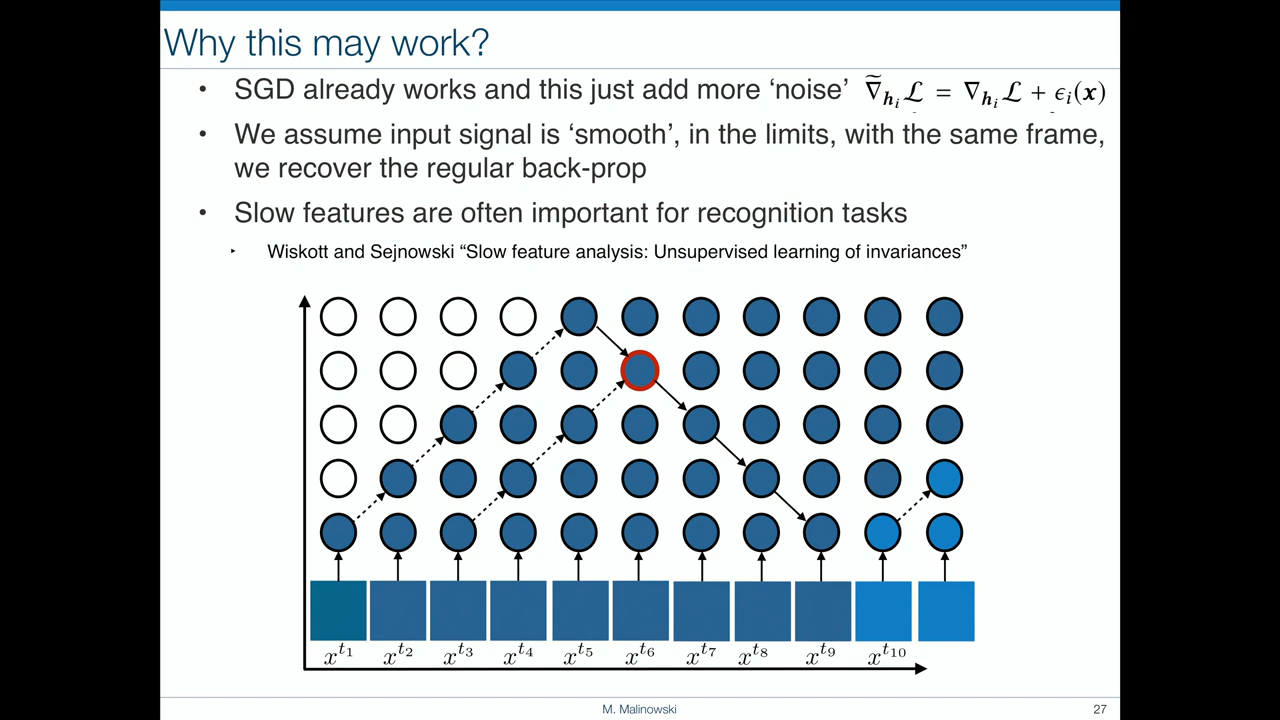 Why this may work?
• SGD already works and this just add more ‘noise’ ∇̃_{h_i} ℒ = ∇_{h_i} ℒ + ϵ_i(x)
• We assume input signal is ‘smooth’, in the limits, with the same frame,
we recover the regular back-prop
• Slow features are often important for recognition tasks
‣ Wiskott and Sejnowski “Slow feature analysis: Unsupervised learning of invariances”
x^{t_1} x^{t_2} x^{t_3} x^{t_4} x^{t_5} x^{t_6} x^{t_7} x^{t_8} x^{t_9} x^{t_10}
M. Malinowski 27